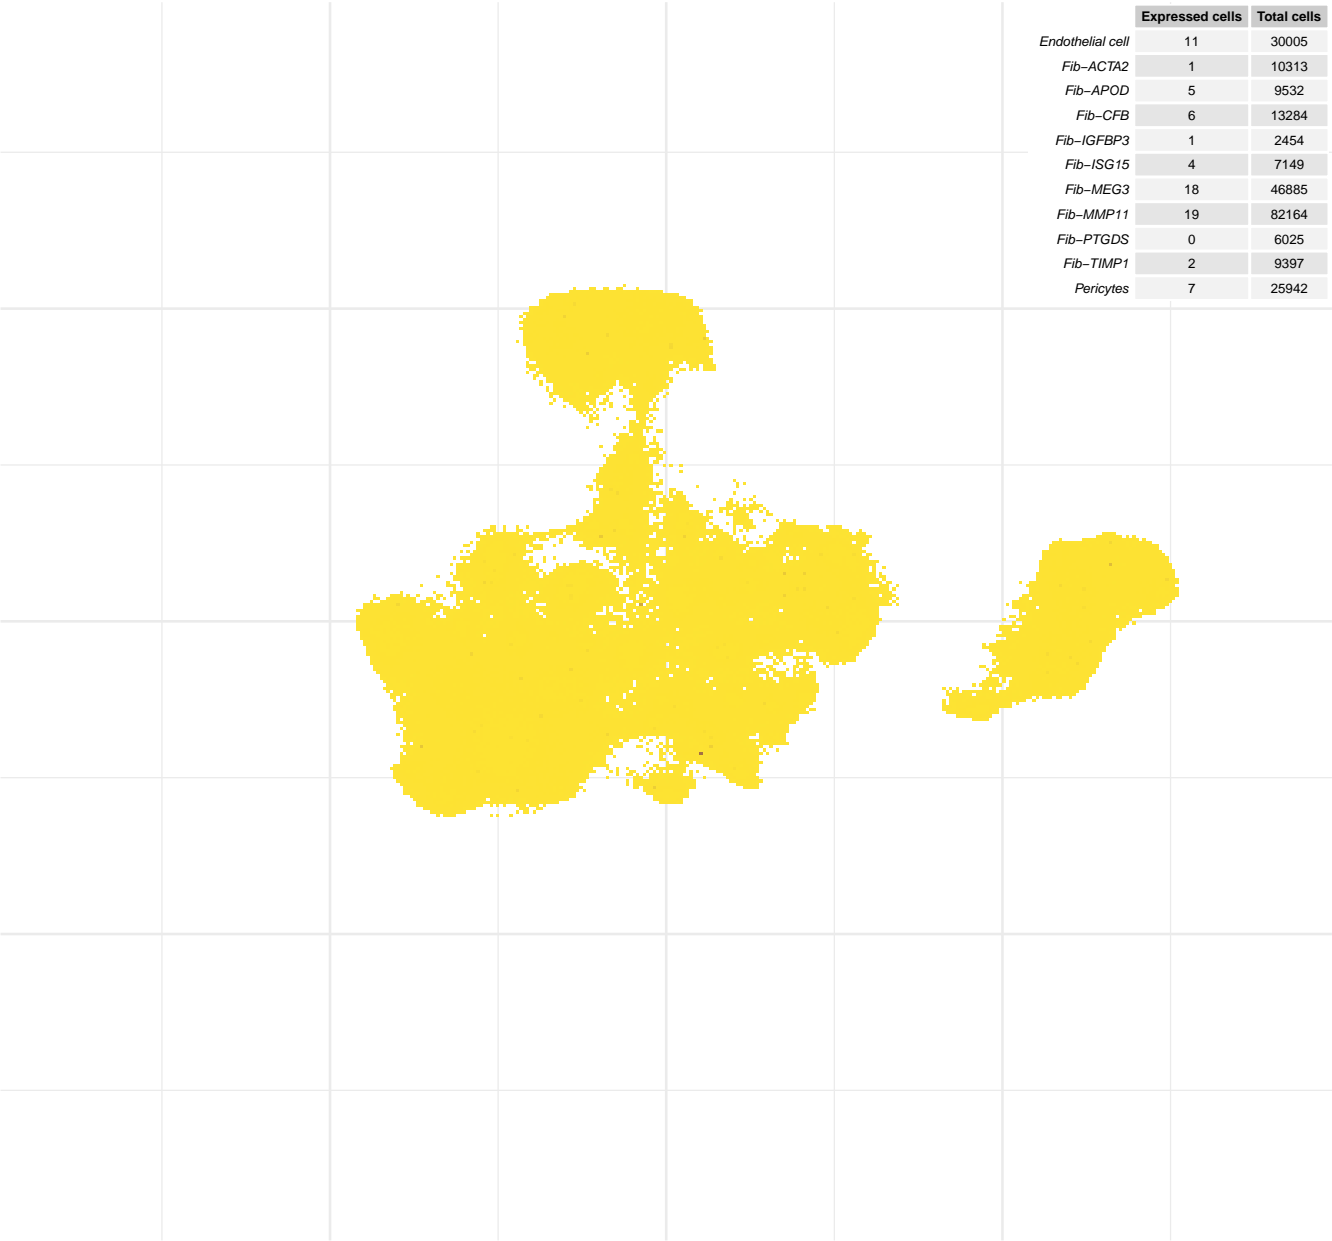 Expressed cells Total cells
Endothelial cell 11 30005
Fib−ACTA2 1 10313
Fib−APOD 5 9532
Fib−CFB 6 13284
Fib−IGFBP3 1 2454
Fib−ISG15 4 7149
Fib−MEG3 18 46885
Fib−MMP11 19 82164
Fib−PTGDS 0 6025
Fib−TIMP1 2 9397
Pericytes 7 25942